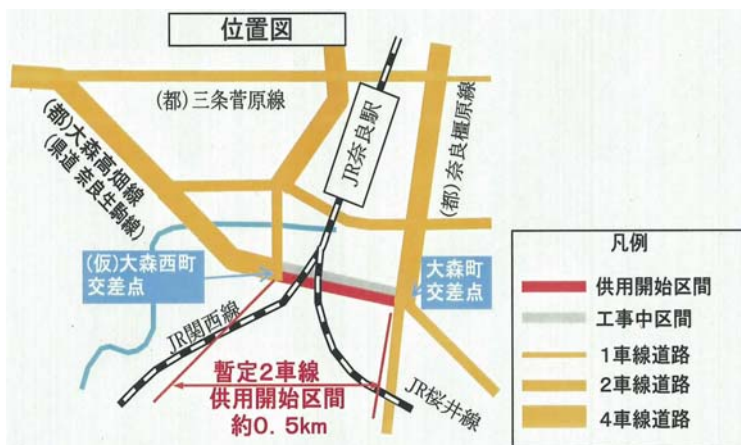 位置図
(都)三条菅原線
(都)大森高畑線
(県道 奈良生駒線)
JR奈良駅
(都)奈良橿原線
(仮)大森西町
交差点
大森町
交差点
JR関西線
暫定2車線
供用開始区間
約0.5km
JR桜井線
凡例
供用開始区間
工事中区間
1車線道路
2車線道路
4車線道路